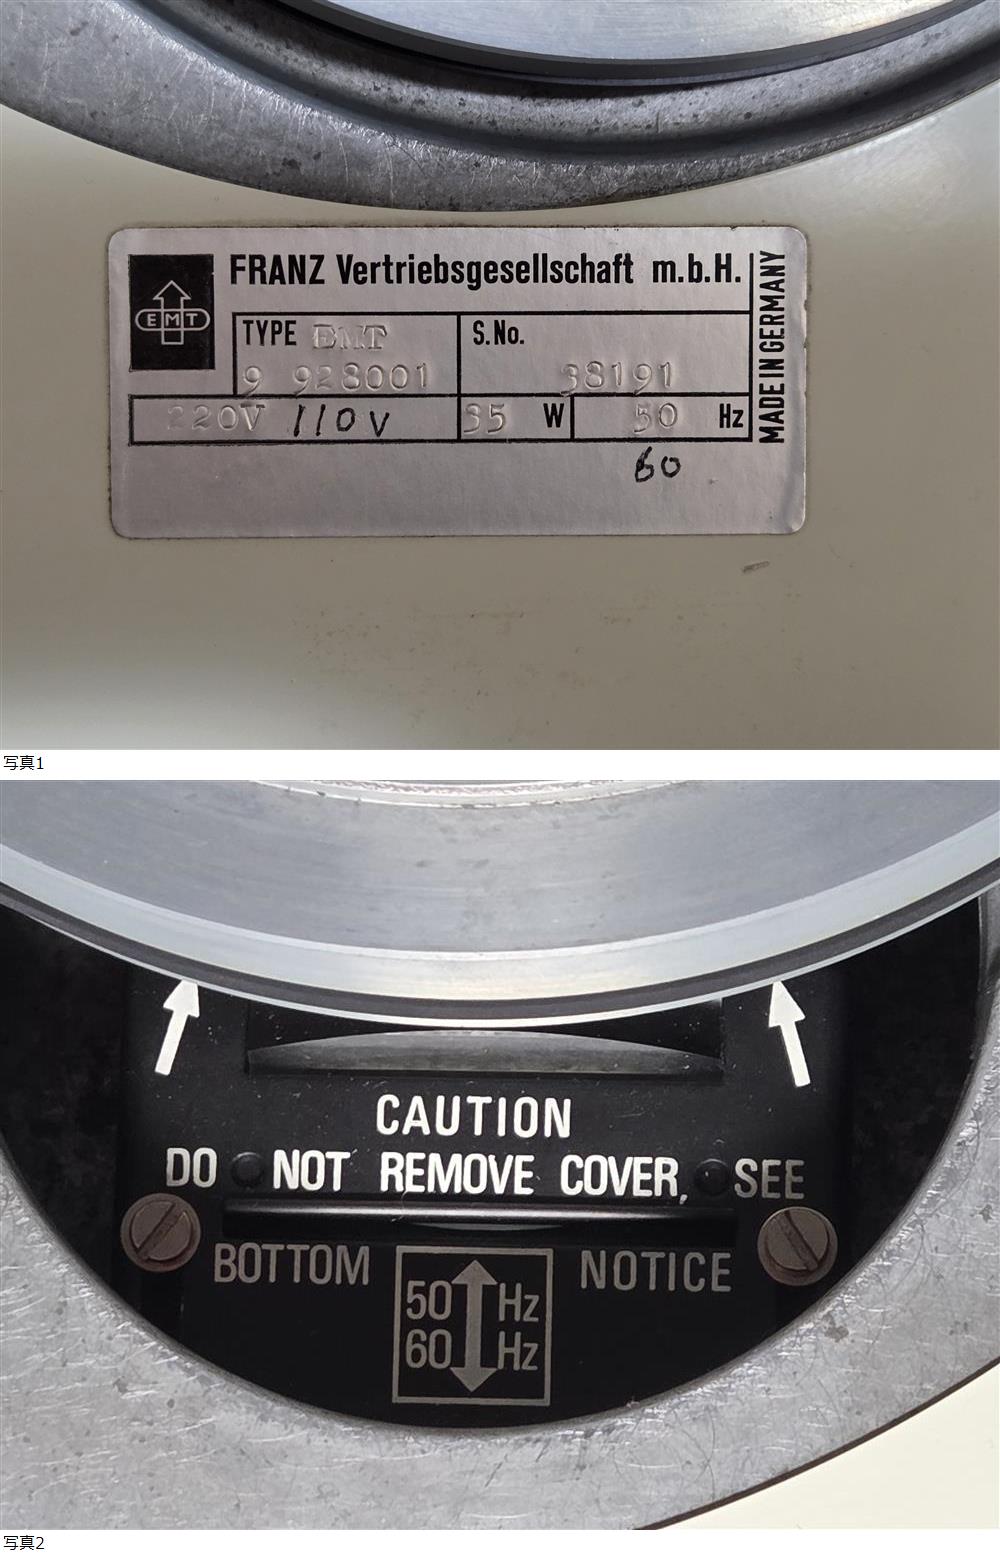 FRANZ Vertriebsgesellschaft m.b.H.
EMT
TYPE EMT
9 928001
S.No.
38191
220V 110V
35 W
50 Hz
60
MADE IN GERMANY
写真1
CAUTION
DO NOT REMOVE COVER, SEE
BOTTOM NOTICE
50 Hz
60 Hz
写真2